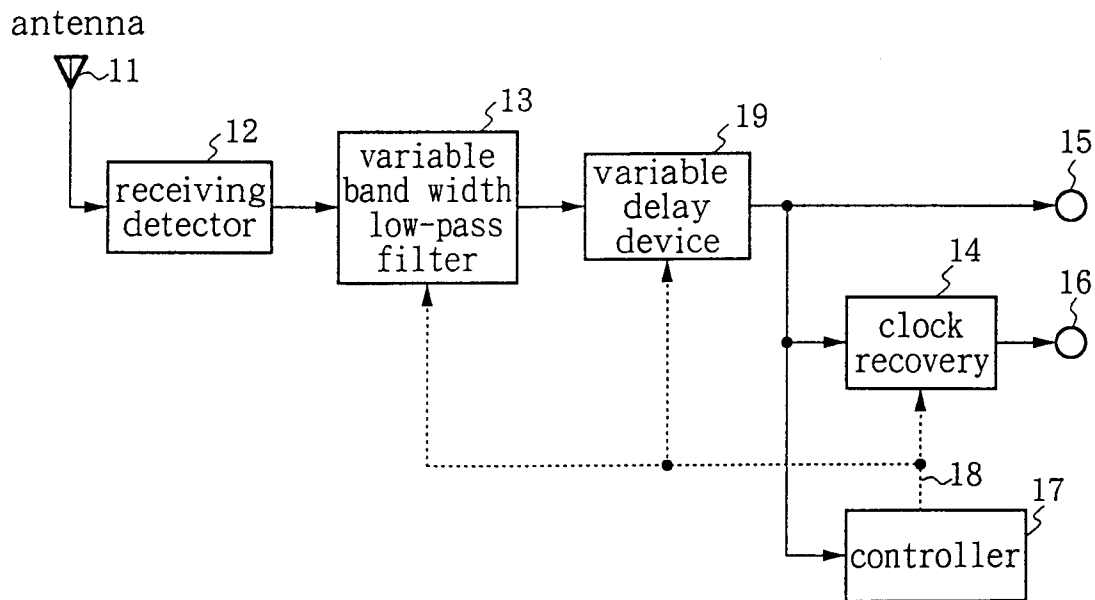 antenna
11
12
receiving
detector
13
variable
band width
low-pass
filter
19
variable
delay
device
15
14
clock
recovery
16
18
17
controller